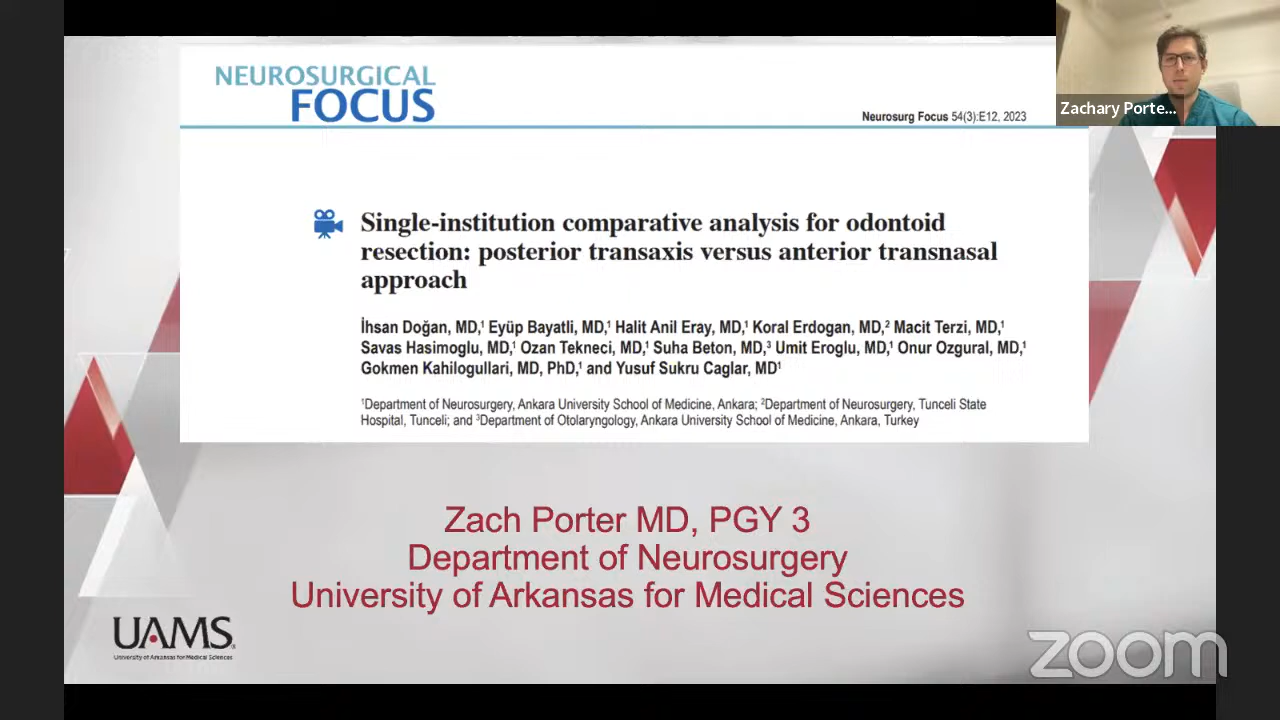 NEUROSURGICAL
FOCUS
Neurosurg Focus 54(3):E12, 2023
Zachary Porte...
Single-institution comparative analysis for odontoid
resection: posterior transaxis versus anterior transnasal
approach
İhsan Doğan, MD,¹ Eyüp Bayatli, MD,¹ Halit Anil Eray, MD,¹ Koral Erdogan, MD,² Macit Terzi, MD,¹
Savas Hasimoglu, MD,¹ Ozan Tekneci, MD,¹ Suha Beton, MD,³ Umit Eroglu, MD,¹ Onur Ozgural, MD,¹
Gokmen Kahilogullari, MD, PhD,¹ and Yusuf Sukru Caglar, MD¹
¹Department of Neurosurgery, Ankara University School of Medicine, Ankara; ²Department of Neurosurgery, Tunceli State
Hospital, Tunceli; and ³Department of Otolaryngology, Ankara University School of Medicine, Ankara, Turkey
Zach Porter MD, PGY 3
Department of Neurosurgery
University of Arkansas for Medical Sciences
UAMS
University of Arkansas for Medical Sciences
zoom